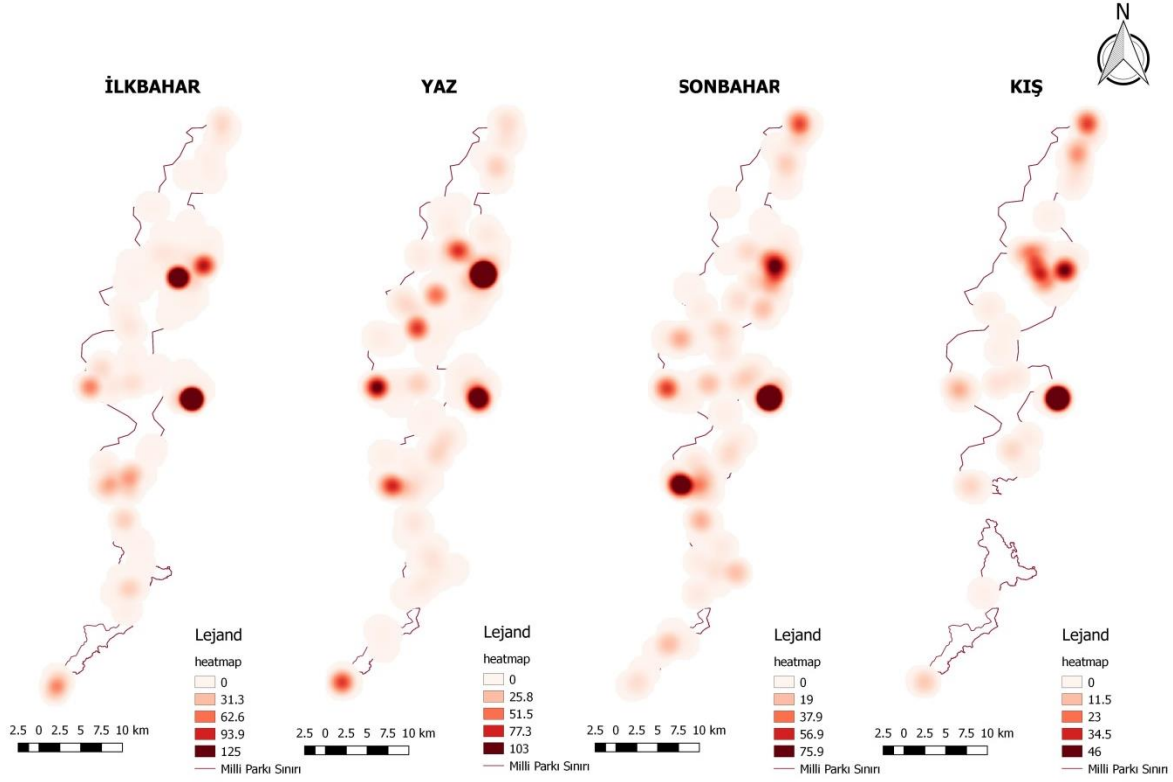 N
İLKBAHAR
YAZ
SONBAHAR
KIŞ
Lejand
heatmap
0
31.3
62.6
93.9
125
Milli Parkı Sınırı
2.5 0 2.5 5 7.5 10 km
Lejand
heatmap
0
25.8
51.5
77.3
103
Milli Parkı Sınırı
2.5 0 2.5 5 7.5 10 km
Lejand
heatmap
0
19
37.9
56.9
75.9
Milli Parkı Sınırı
2.5 0 2.5 5 7.5 10 km
Lejand
heatmap
0
11.5
23
34.5
46
Milli Parkı Sınırı
2.5 0 2.5 5 7.5 10 km